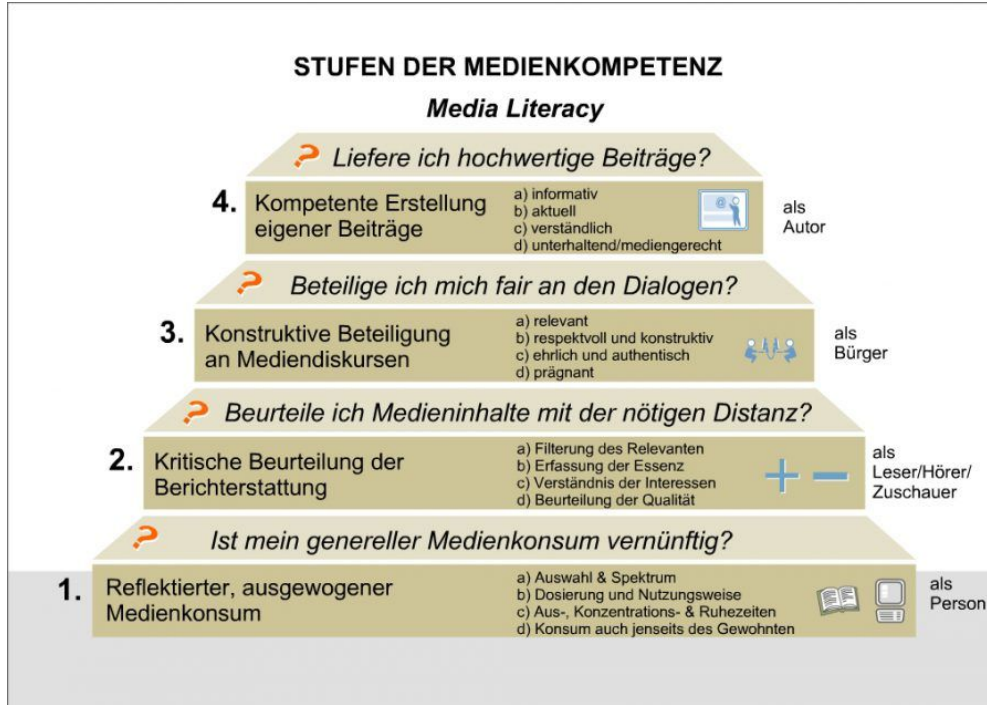 STUFEN DER MEDIENKOMPETENZ
Media Literacy
? Liefere ich hochwertige Beiträge?
4. Kompetente Erstellung
eigener Beiträge
a) informativ
b) aktuell
c) verständlich
d) unterhaltend/mediengerecht
@
als
Autor
? Beteilige ich mich fair an den Dialogen?
3. Konstruktive Beteiligung
an Mediendiskursen
a) relevant
b) respektvoll und konstruktiv
c) ehrlich und authentisch
d) prägnant
als
Bürger
? Beurteile ich Medieninhalte mit der nötigen Distanz?
2. Kritische Beurteilung der
Berichterstattung
a) Filterung des Relevanten
b) Erfassung der Essenz
c) Verständnis der Interessen
d) Beurteilung der Qualität
+ −
als
Leser/Hörer/
Zuschauer
? Ist mein genereller Medienkonsum vernünftig?
1. Reflektierter, ausgewogener
Medienkonsum
a) Auswahl & Spektrum
b) Dosierung und Nutzungsweise
c) Aus-, Konzentrations- & Ruhezeiten
d) Konsum auch jenseits des Gewohnten
als
Person